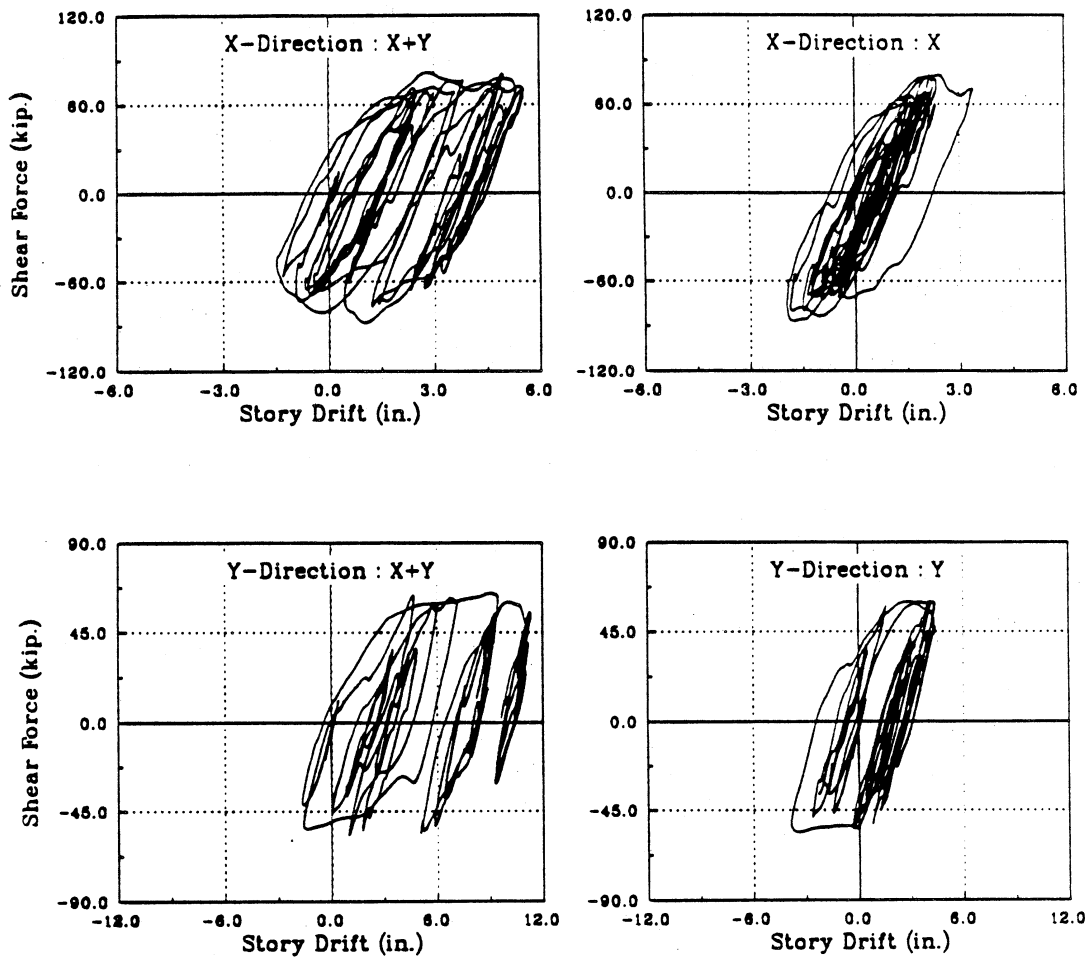 120.0
X-Direction : X+Y
60.0
0.0
-60.0
-120.0
-6.0 -3.0 0.0 3.0 6.0
Story Drift (in.)
Shear Force (kip.)
120.0
X-Direction : X
60.0
0.0
-60.0
-120.0
-6.0 -3.0 0.0 3.0 6.0
Story Drift (in.)
90.0
Y-Direction : X+Y
45.0
0.0
-45.0
-90.0
-12.0 -6.0 0.0 6.0 12.0
Story Drift (in.)
Shear Force (kip.)
90.0
Y-Direction : Y
45.0
0.0
-45.0
-90.0
-12.0 -6.0 0.0 6.0 12.0
Story Drift (in.)